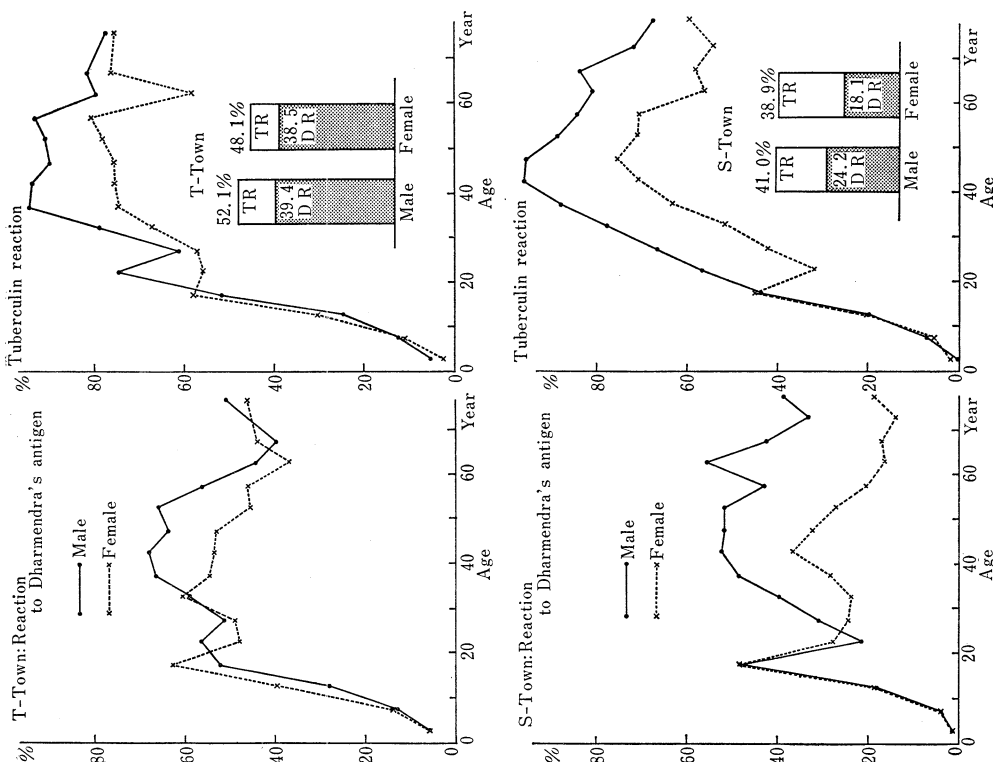 %
80
60
40
20
0
T-Town:Reaction
to Dharmendra's antigen
Male
Female
20
40
60
Year
Age
%
80
60
40
20
0
Tuberculin reaction
T-Town
52.1%
TR
39.4
DR
Male
48.1%
TR
38.5
DR
Female
20
40
60
Year
Age
%
80
60
40
20
0
S-Town:Reaction
to Dharmendra's antigen
Male
Female
20
40
60
Year
Age
%
80
60
40
20
0
Tuberculin reaction
S-Town
41.0%
TR
24.2
DR
Male
38.9%
TR
18.1
DR
Female
20
40
60
Year
Age